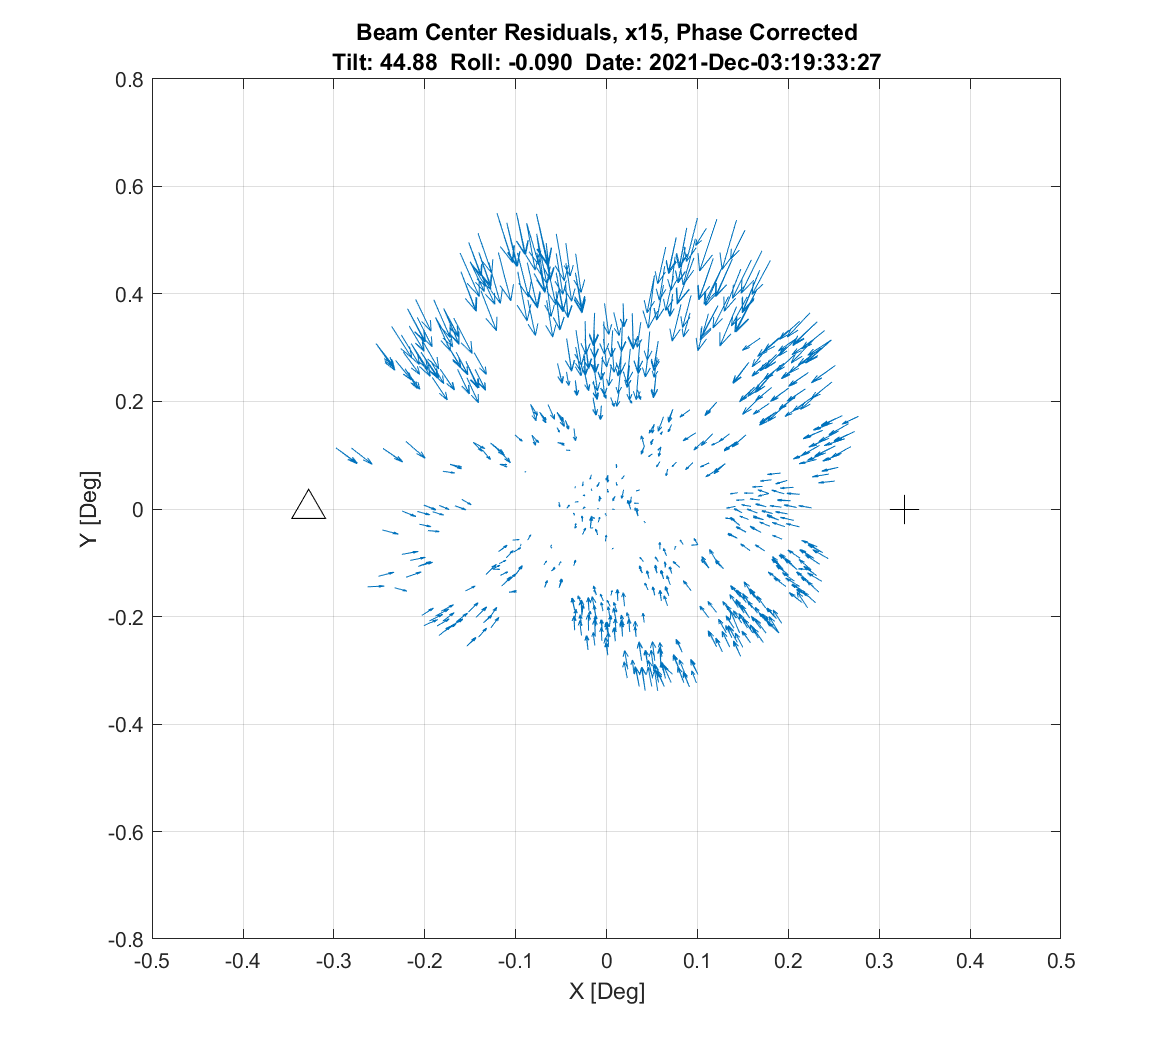 Beam Center Residuals, x15, Phase Corrected
Tilt: 44.88 Roll: -0.090 Date: 2021-Dec-03:19:33:27
0.8
0.6
0.4
0.2
0
-0.2
-0.4
-0.6
-0.8
Y [Deg]
-0.5 -0.4 -0.3 -0.2 -0.1 0 0.1 0.2 0.3 0.4 0.5
X [Deg]